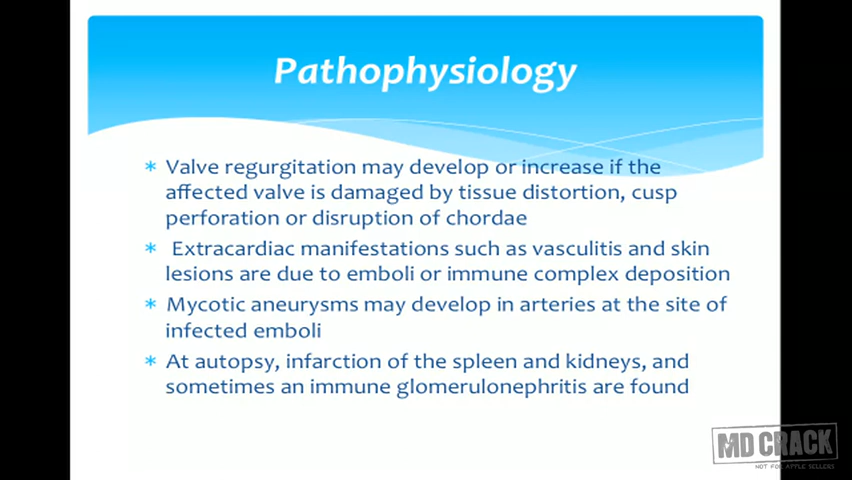 Pathophysiology
* Valve regurgitation may develop or increase if the
affected valve is damaged by tissue distortion, cusp
perforation or disruption of chordae
* Extracardiac manifestations such as vasculitis and skin
lesions are due to emboli or immune complex deposition
* Mycotic aneurysms may develop in arteries at the site of
infected emboli
* At autopsy, infarction of the spleen and kidneys, and
sometimes an immune glomerulonephritis are found
MD CRACK
NOT FOR APPLE SELLERS